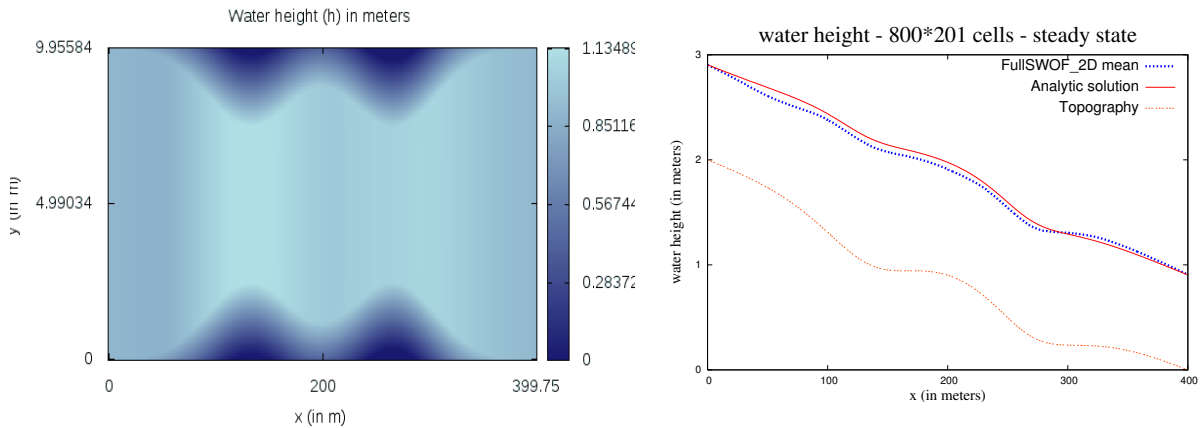 Water height (h) in meters
9.95584
4.99034
0
y (in m)
0
200
399.75
x (in m)
1.13489
0.85116
0.56744
0.28372
0
water height - 800*201 cells - steady state
FullSWOF_2D mean
Analytic solution
Topography
3
2
1
0
water height (in meters)
0
100
200
300
400
x (in meters)